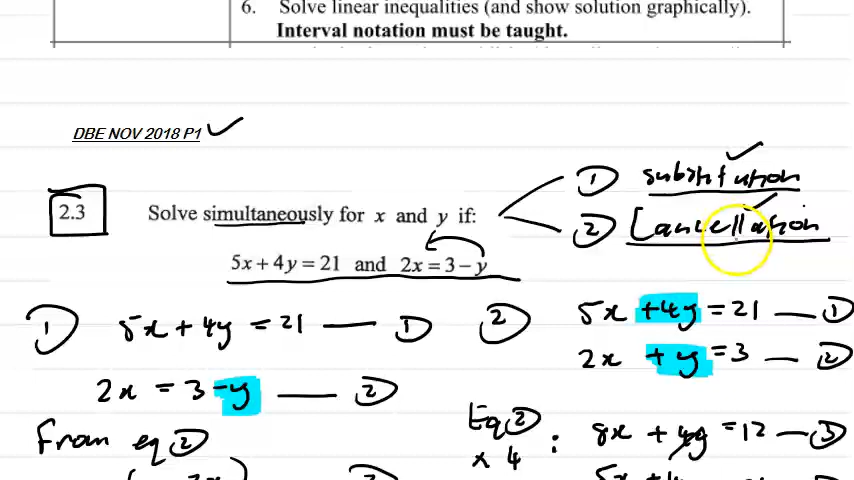 6. Solve linear inequalities (and show solution graphically).
Interval notation must be taught.
DBE NOV 2018 P1 ✓
① substitution
2.3 Solve simultaneously for x and y if:
② Cancellation
5x + 4y = 21 and 2x = 3 − y
① 5x + 4y = 21 — ①
2x = 3 − y — ②
From eq ②
② 5x + 4y = 21 — ①
2x + y = 3 — ②
Eq ② × 4 : 8x + 4y = 12 — ③